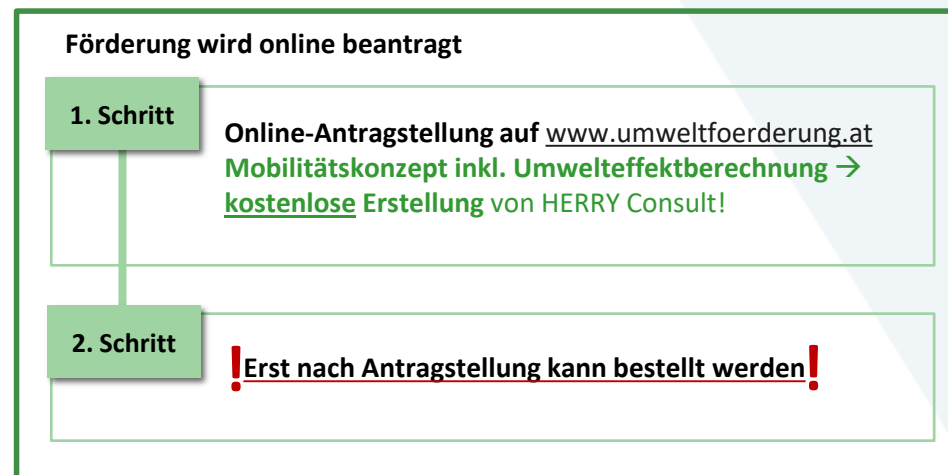 Förderung wird online beantragt
1. Schritt
Online-Antragstellung auf www.umweltfoerderung.at
Mobilitätskonzept inkl. Umwelteffektberechnung →
kostenlose Erstellung von HERRY Consult!
2. Schritt
!Erst nach Antragstellung kann bestellt werden!